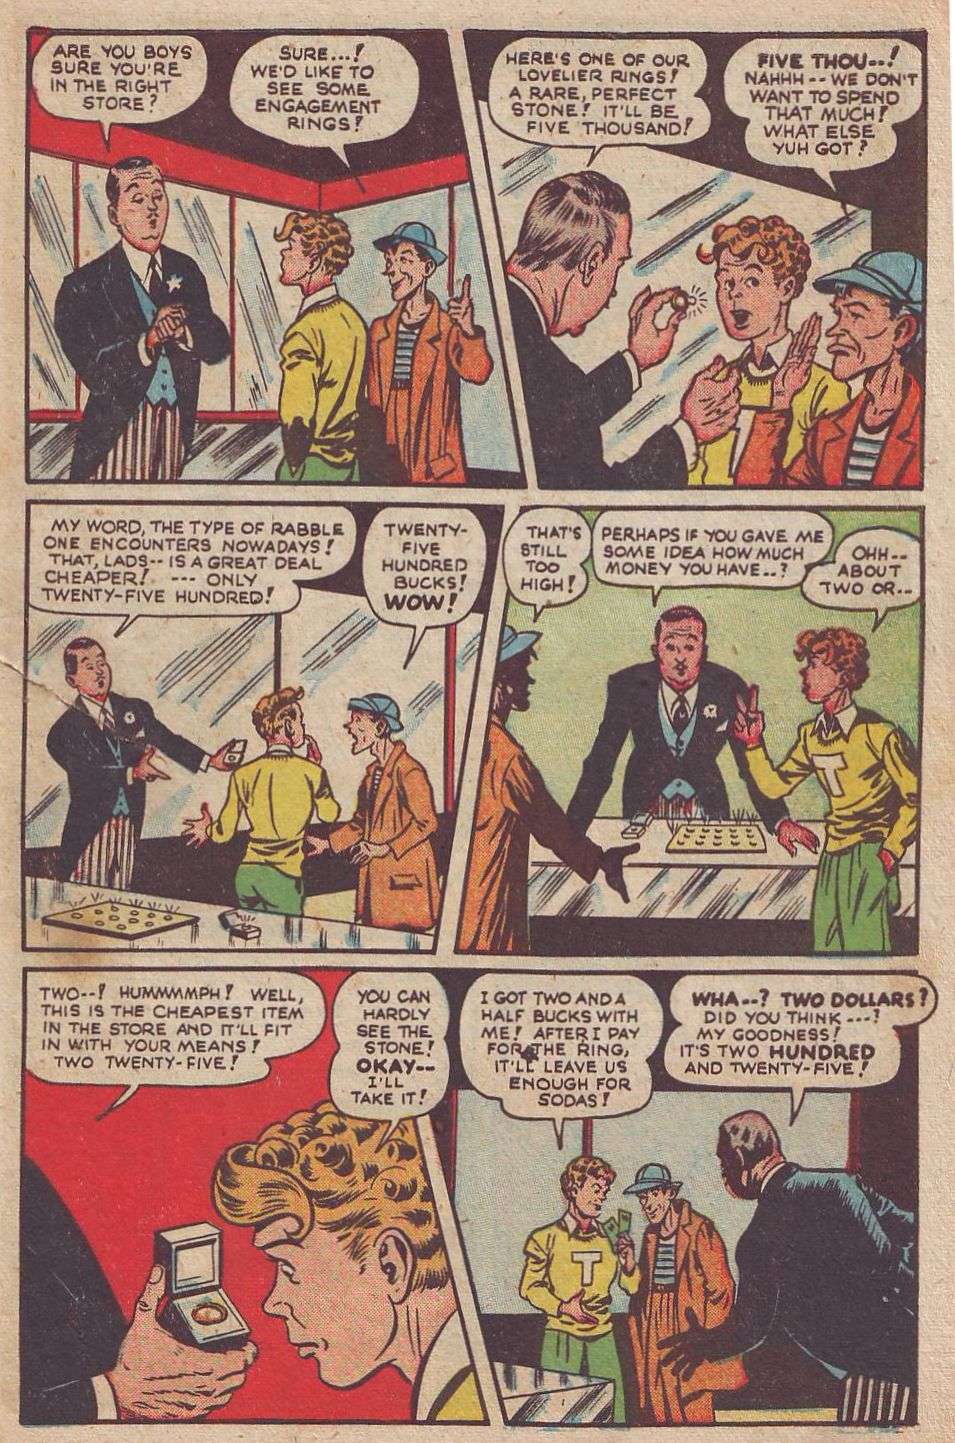 ARE YOU BOYS
SURE YOU'RE
IN THE RIGHT
STORE?
SURE...!
WE'D LIKE TO
SEE SOME
ENGAGEMENT
RINGS!
HERE'S ONE OF OUR
LOVELIER RINGS!
A RARE, PERFECT
STONE! IT'LL BE
FIVE THOUSAND!
FIVE THOU--!
NAHHH -- WE DON'T
WANT TO SPEND
THAT MUCH!
WHAT ELSE
YUH GOT?
T
MY WORD, THE TYPE OF RABBLE
ONE ENCOUNTERS NOWADAYS!
THAT, LADS-- IS A GREAT DEAL
CHEAPER! --- ONLY
TWENTY-FIVE HUNDRED!
TWENTY-
FIVE
HUNDRED
BUCKS!
WOW!
THAT'S
STILL
TOO
HIGH!
PERHAPS IF YOU GAVE ME
SOME IDEA HOW MUCH
MONEY YOU HAVE..?
OHH--
ABOUT
TWO OR--
T
TWO--! HUMMMMPH! WELL,
THIS IS THE CHEAPEST ITEM
IN THE STORE AND IT'LL FIT
IN WITH YOUR MEANS!
TWO TWENTY-FIVE!
YOU CAN
HARDLY
SEE THE
STONE!
OKAY--
I'LL
TAKE IT!
I GOT TWO AND A
HALF BUCKS WITH
ME! AFTER I PAY
FOR THE RING,
IT'LL LEAVE US
ENOUGH FOR
SODAS!
WHA--? TWO DOLLARS?
DID YOU THINK ---?
MY GOODNESS!
IT'S TWO HUNDRED
AND TWENTY-FIVE!
T